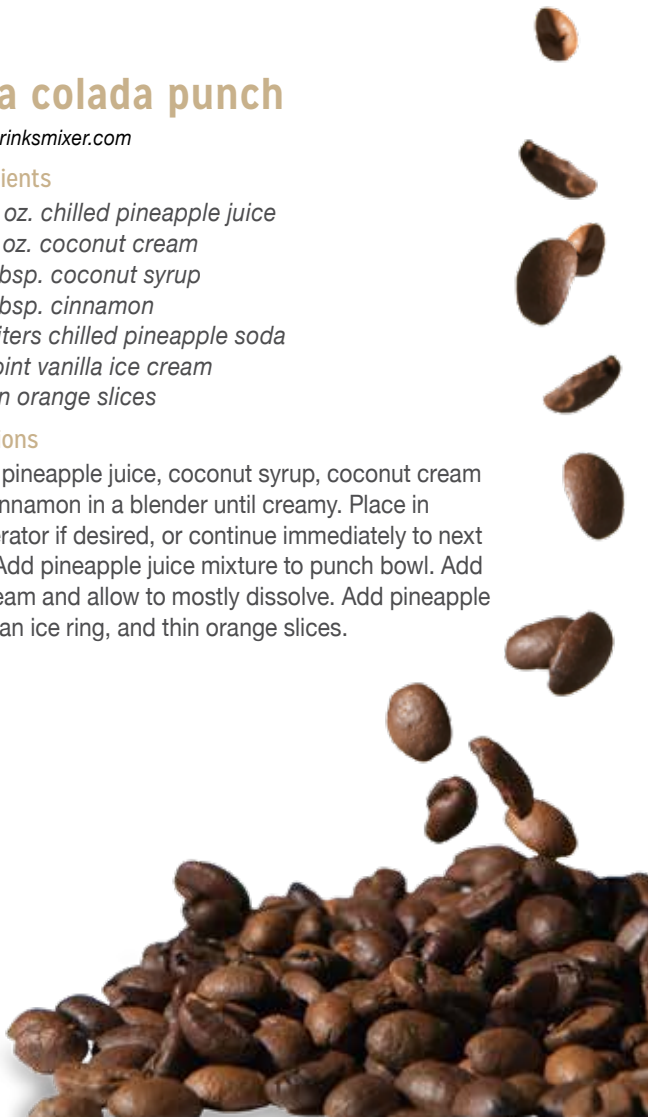 a colada punch
rinksmixer.com
ients
oz. chilled pineapple juice
oz. coconut cream
bsp. coconut syrup
bsp. cinnamon
iters chilled pineapple soda
pint vanilla ice cream
n orange slices
ions
pineapple juice, coconut syrup, coconut cream
nnamon in a blender until creamy. Place in
erator if desired, or continue immediately to next
Add pineapple juice mixture to punch bowl. Add
eam and allow to mostly dissolve. Add pineapple
an ice ring, and thin orange slices.